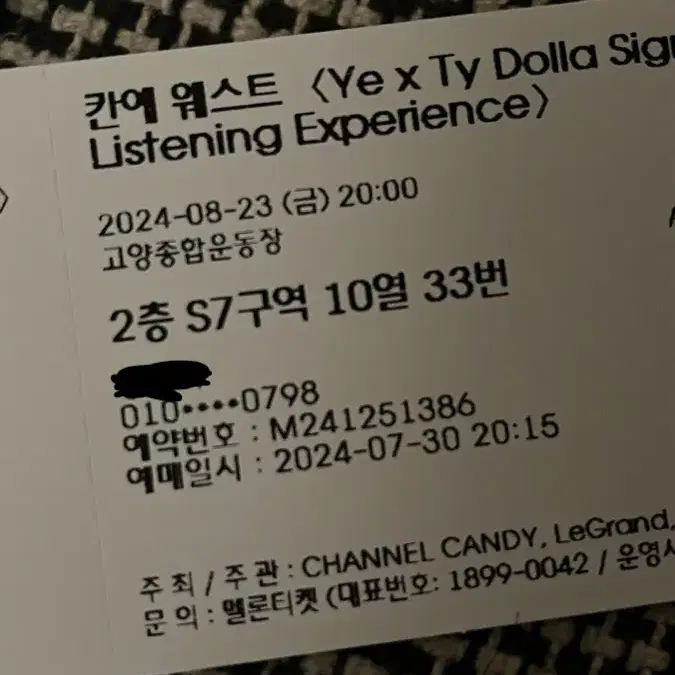 칸예 웨스트 〈Ye x Ty Dolla Sign
Listening Experience〉
2024-08-23 (금) 20:00
고양종합운동장
2층 S7구역 10열 33번
010••••0798
예약번호 : M241251386
예매일시 : 2024-07-30 20:15
주 최 / 주 관 : CHANNEL CANDY, LeGrand,
문 의 : 멜론티켓 (대표번호: 1899-0042 / 운영시